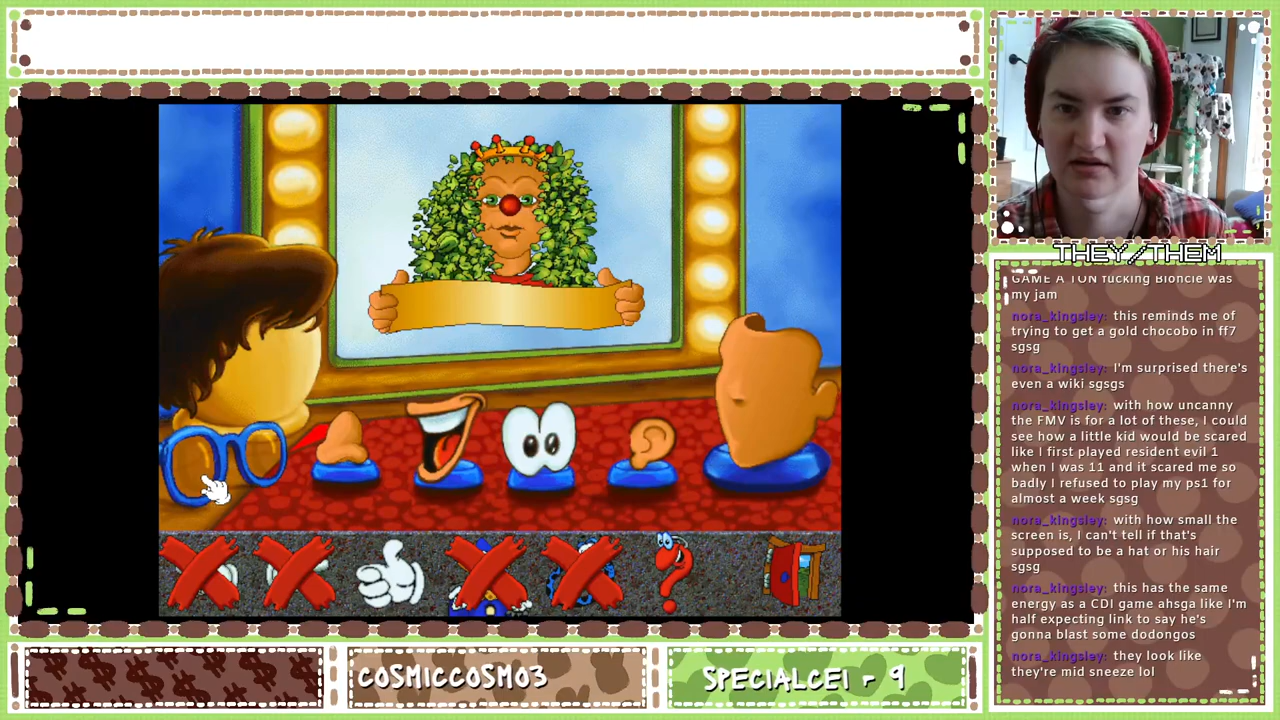 THEY/THEM
GAME A TON fucking Bioncle was
my jam
nora_kingsley: this reminds me of
trying to get a gold chocobo in ff7
sgsg
nora_kingsley: I'm surprised there's
even a wiki sgsgs
nora_kingsley: with how uncanny
the FMV is for a lot of these, I could
see how a little kid would be scared
like I first played resident evil 1
when I was 11 and it scared me so
badly I refused to play my ps1 for
almost a week sgsg
nora_kingsley: with how small the
screen is, I can't tell if that's
supposed to be a hat or his hair
sgsg
nora_kingsley: this has the same
energy as a CDI game ahsga like I'm
half expecting link to say he's
gonna blast some dodongos
nora_kingsley: they look like
they're mid sneeze lol
COSMICCOSMO3
SPECIALCEI - 9